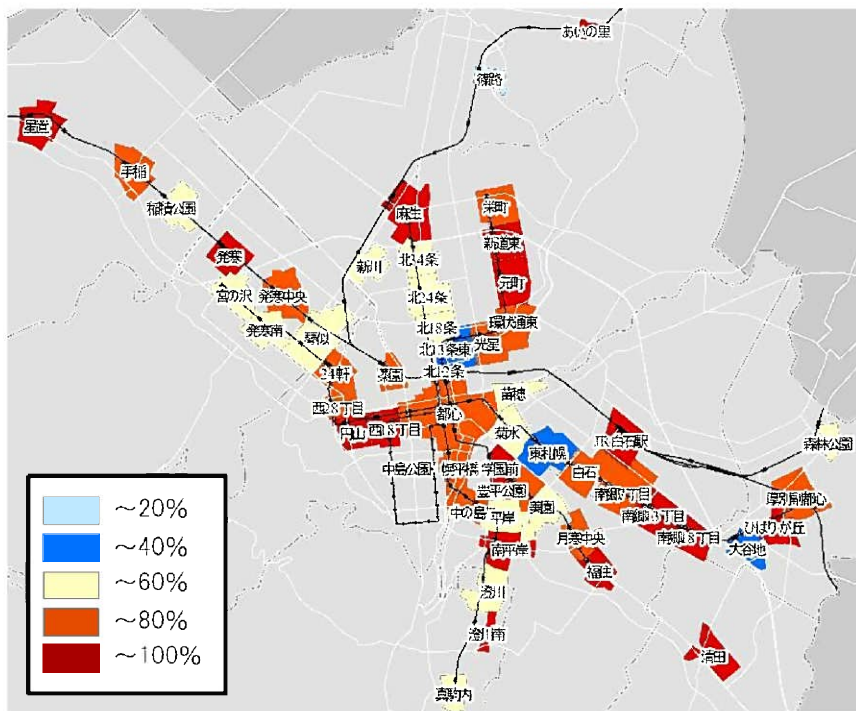 あいの里
篠路
星置
手稲
稲積公園
麻生
栄町
新道東
発寒
新川
北34条
元町
宮の沢
発寒中央
北24条
発寒南
琴似
北18条
環状通東
北13条東
光星
24軒
桑園
北12条
苗穂
西28丁目
都心
円山
西18丁目
菊水
JR白石駅
森林公園
東札幌
中島公園
幌平橋
学園前
白石
豊平公園
南郷7丁目
厚別副都心
中の島
平岸
美園
南郷13丁目
ひばりが丘
月寒中央
南郷18丁目
大谷地
南平岸
福住
澄川
澄川南
清田
真駒内
~20%
~40%
~60%
~80%
~100%